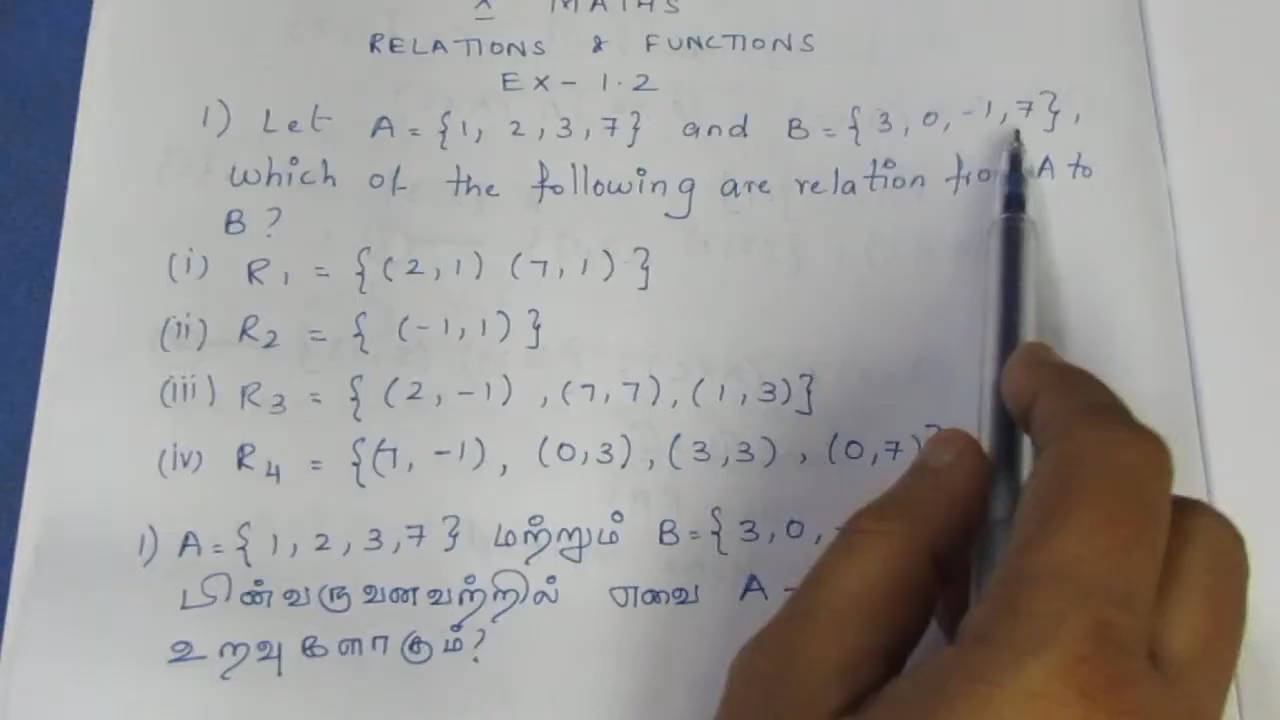 X MATHS
RELATIONS & FUNCTIONS
EX - 1.2
1) Let A = {1, 2, 3, 7} and B = {3, 0, -1, 7},
which of the following are relation from A to
B ?
(i) R1 = {(2, 1) (7, 1)}
(ii) R2 = { (-1, 1)}
(iii) R3 = { (2, -1), (7, 7), (1, 3)}
(iv) R4 = {(7, -1), (0, 3), (3, 3), (0, 7)}
1) A = {1, 2, 3, 7} மற்றும் B = {3, 0, -
பின்வருவனவற்றில் எவை A -
உறவுகளாகும்?